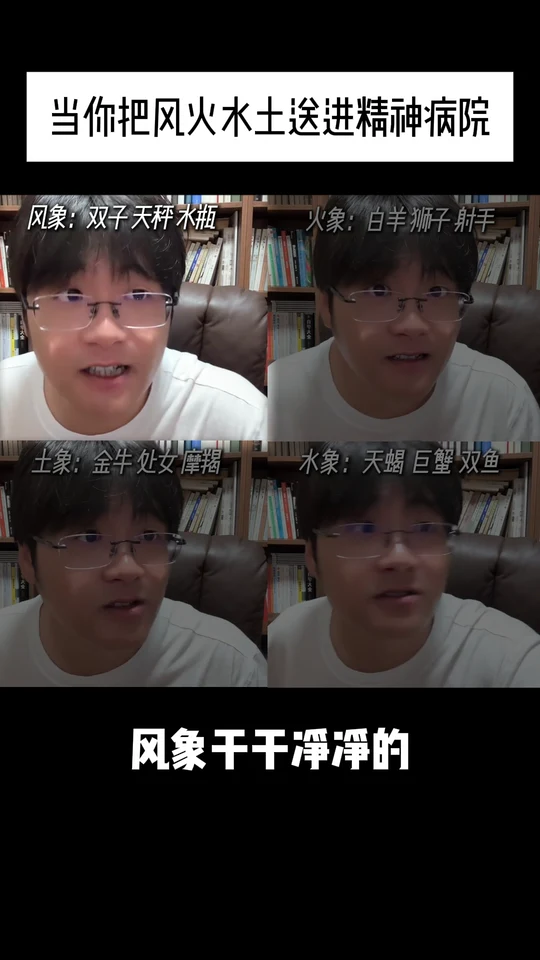 当你把风火水土送进精神病院
风象：双子 天秤 水瓶
火象：白羊 狮子 射手
土象：金牛 处女 摩羯
水象：天蝎 巨蟹 双鱼
风象干干凈凈的